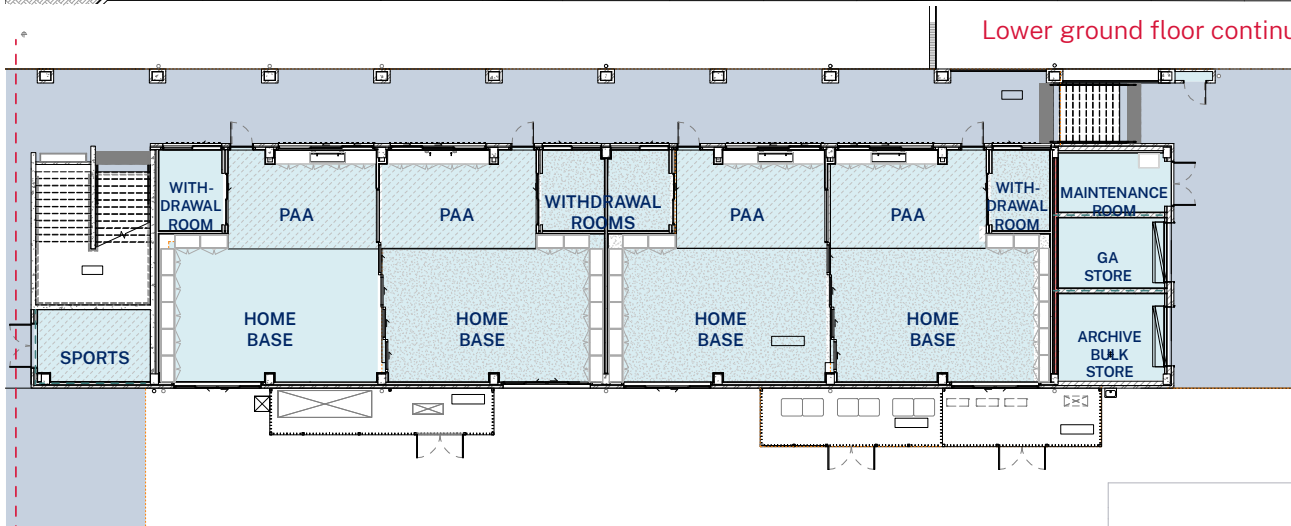 Lower ground floor continu
WITH-
DRAWAL
ROOM
PAA
PAA
WITHDRAWAL
ROOMS
PAA
PAA
WITH-
DRAWAL
ROOM
MAINTENANCE
ROOM
GA
STORE
HOME
BASE
HOME
BASE
HOME
BASE
HOME
BASE
SPORTS
ARCHIVE
BULK
STORE